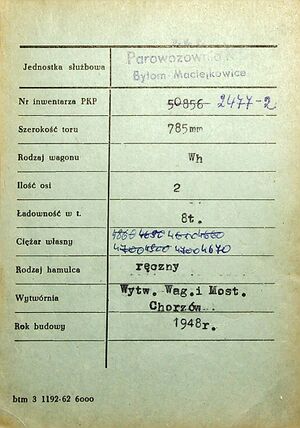 Jednostka służbowa
Parowozownia
Bytom Maciejkowice
Nr inwentarza PKP 50856- 2477-2
Szerokość toru 785mm
Rodzaj wagonu Wh
Ilość osi 2
Ładowność w t. 8t.
Ciężar własny
4670
Rodzaj hamulca ręczny
Wytwórnia Wytw. Wag.i Most.
Chorzów
Rok budowy 1948r.
btm 3 1192-62 6000